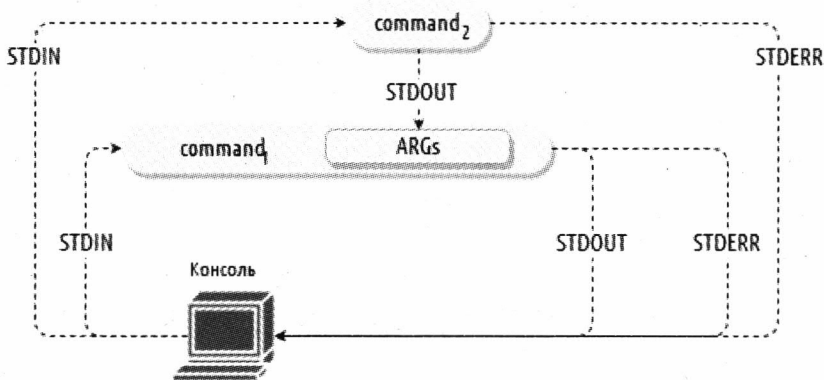 command₂
STDIN
STDERR
STDOUT
command₁
ARGs
STDIN
STDOUT
STDERR
Консоль